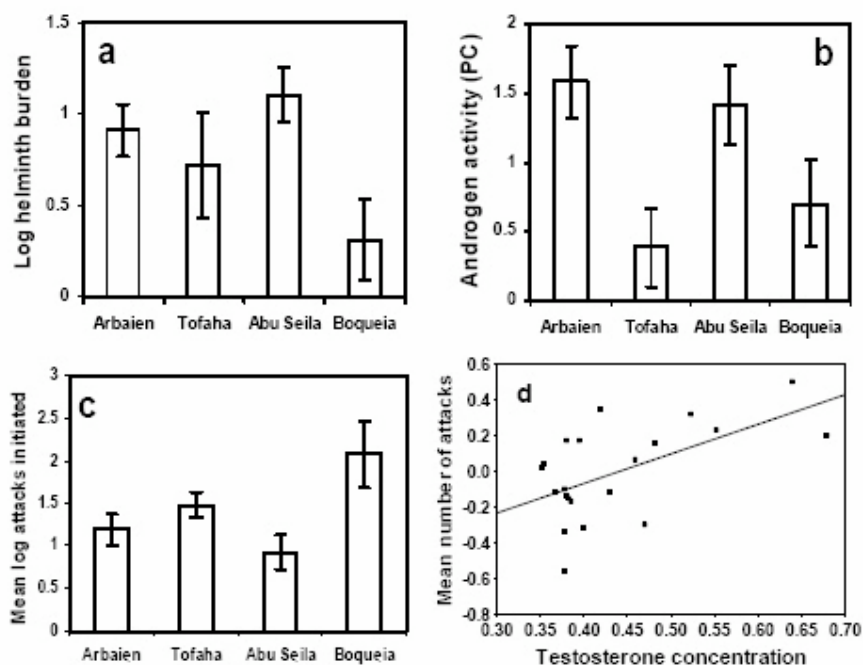 a
Log helminth burden
1.5
1
0.5
0
Arbaien Tofaha Abu Seila Boqueia
b
Androgen activity (PC)
2
1.5
1
0.5
0
Arbaien Tofaha Abu Seila Boqueia
c
Mean log attacks initiated
3
2.5
2
1.5
1
0.5
0
Arbaien Tofaha Abu Seila Boqueia
d
Mean number of attacks
0.6
0.4
0.2
0.0
-0.2
-0.4
-0.6
-0.8
0.30 0.35 0.40 0.45 0.50 0.55 0.60 0.65 0.70
Testosterone concentration